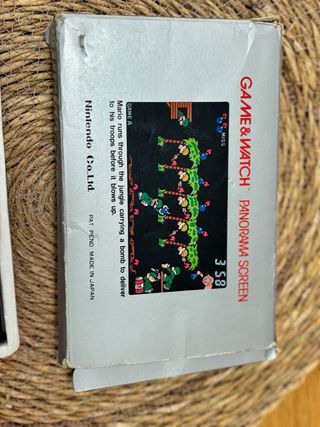 GAME&WATCH PANORAMA SCREEN
MISS
358
GAME A
Mario runs through the jungle carrying a bomb to deliver
to his troops before it blows up.
Nintendo Co.,Ltd
PAT PEND MADE IN JAPAN